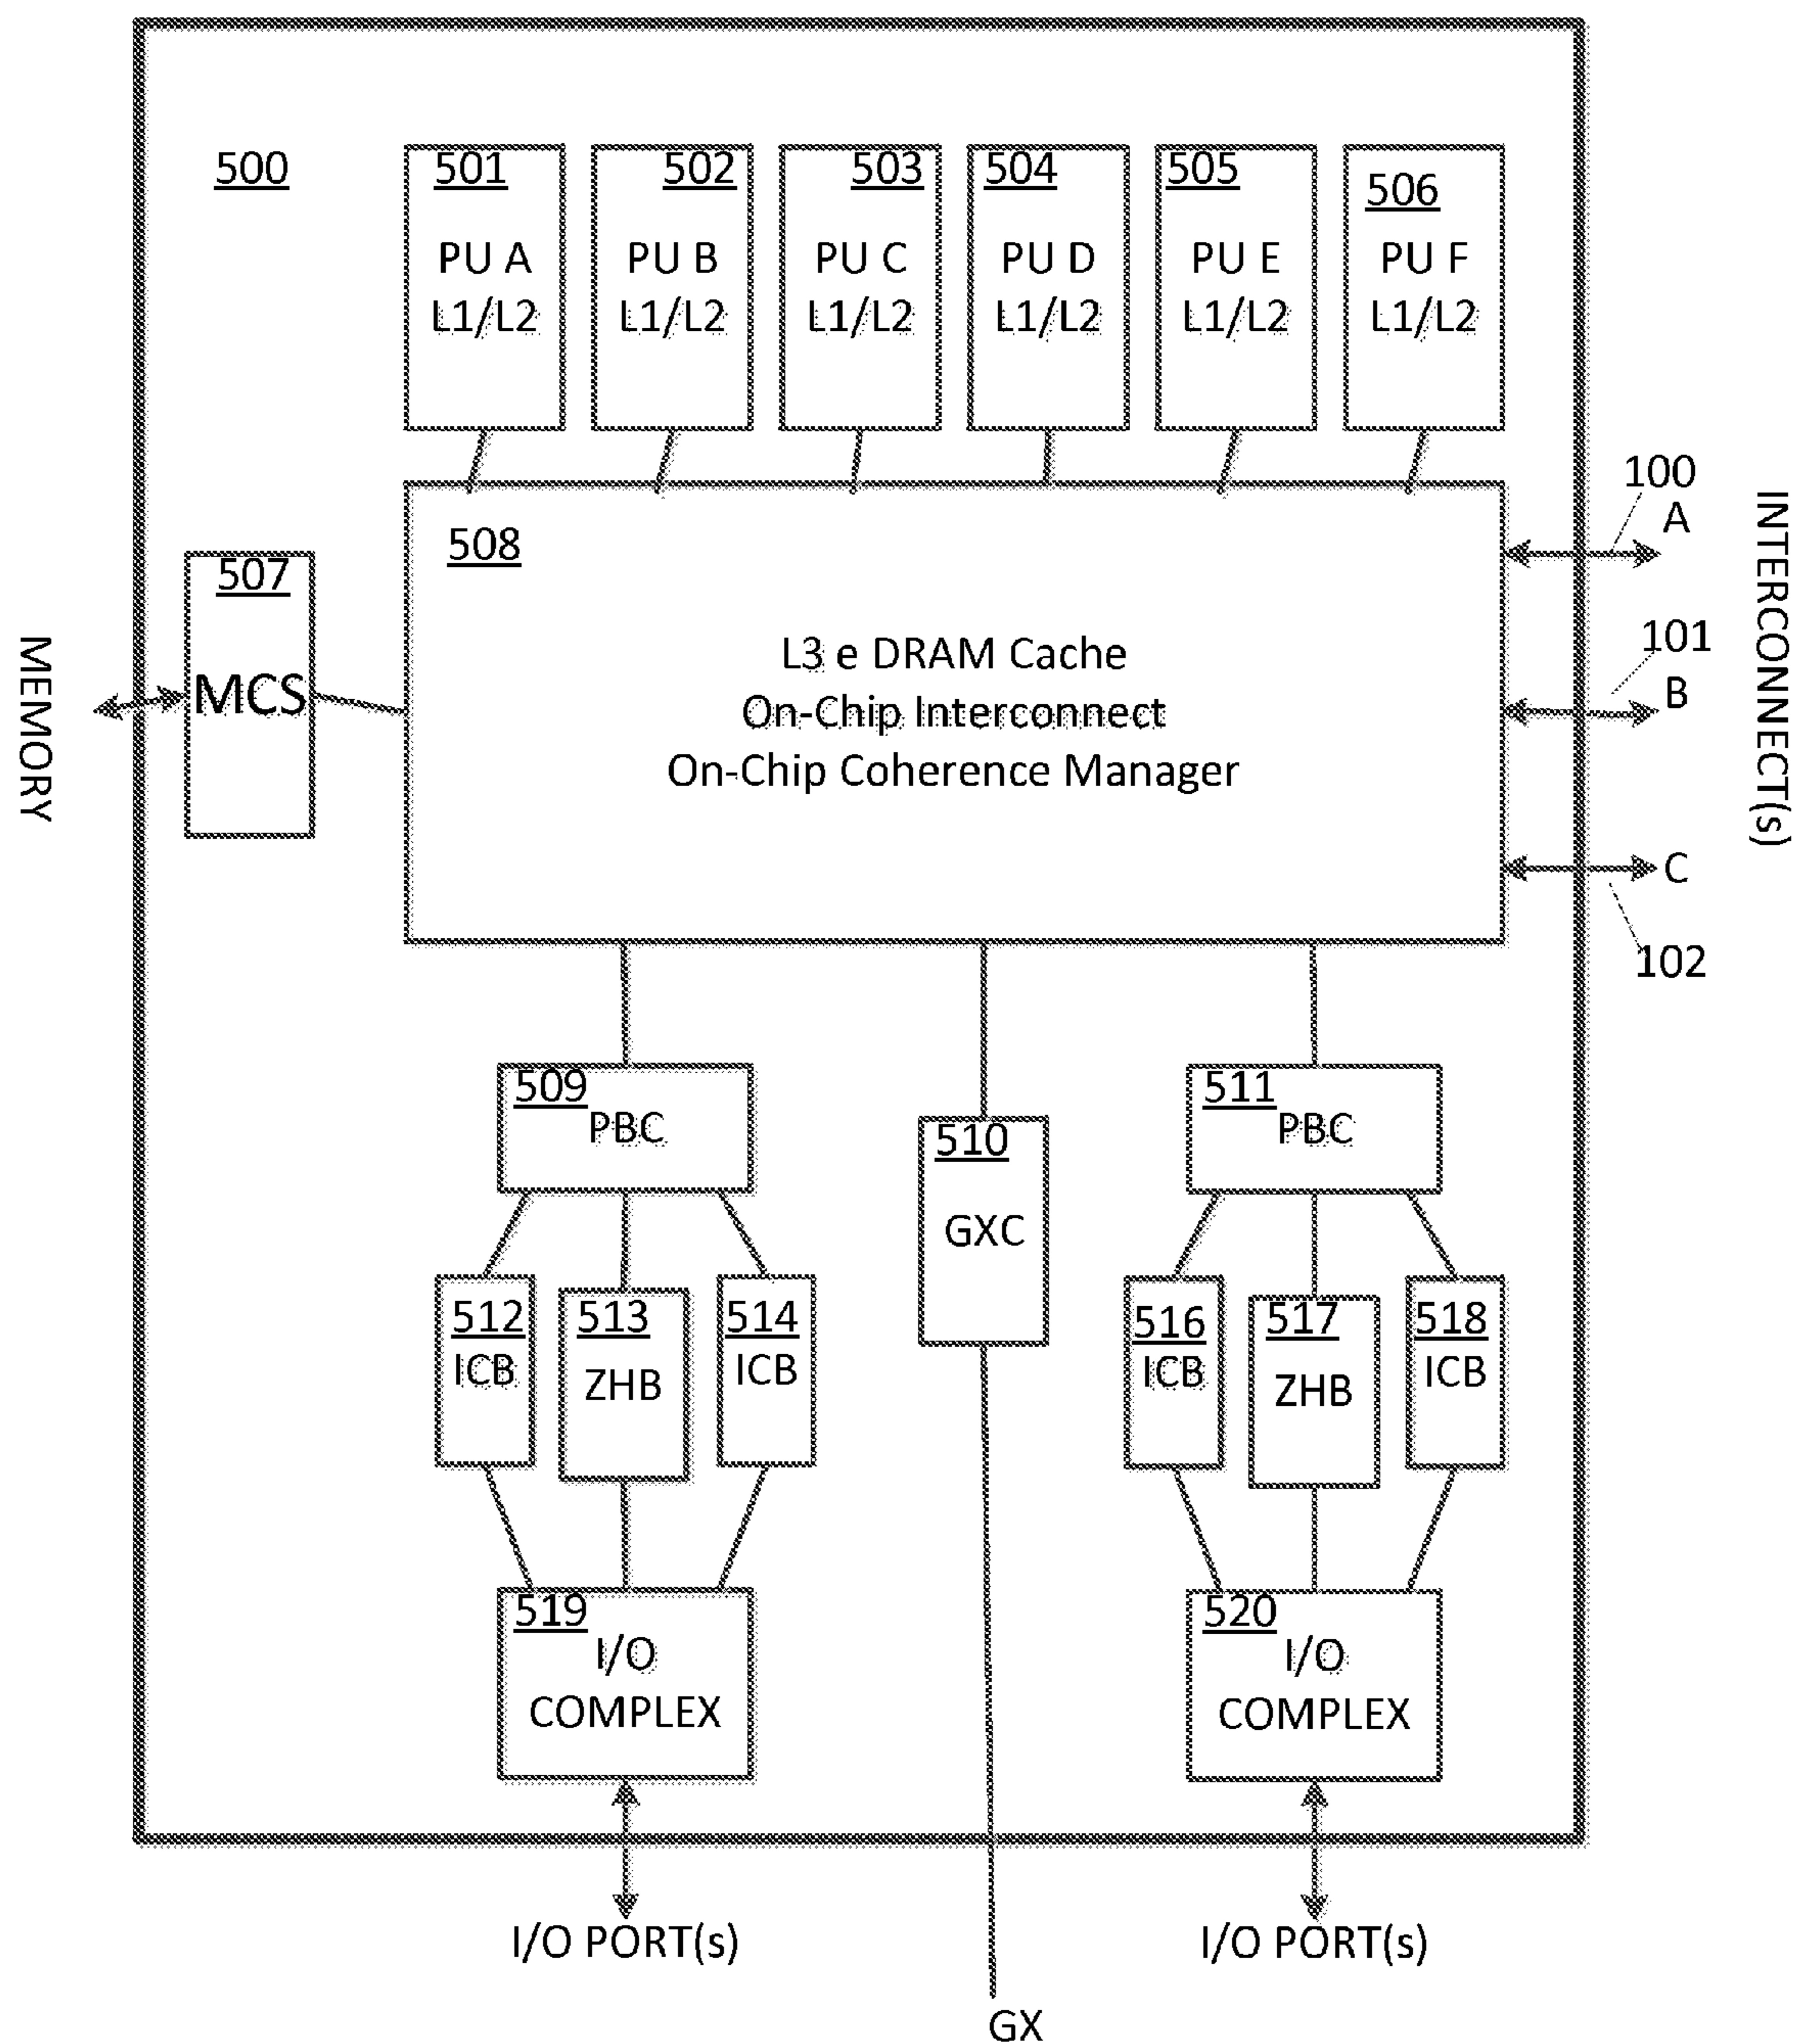 500
501
PU A
L1/L2
502
PU B
L1/L2
503
PU C
L1/L2
504
PU D
L1/L2
505
PU E
L1/L2
506
PU F
L1/L2
507
MCS
MEMORY
508
L3 e DRAM Cache
On-Chip Interconnect
On-Chip Coherence Manager
100
A
101
B
C
102
INTERCONNECT(s)
509
PBC
510
GXC
511
PBC
512
ICB
513
ZHB
514
ICB
516
ICB
517
ZHB
518
ICB
519
I/O
COMPLEX
520
I/O
COMPLEX
I/O PORT(s)
I/O PORT(s)
GX